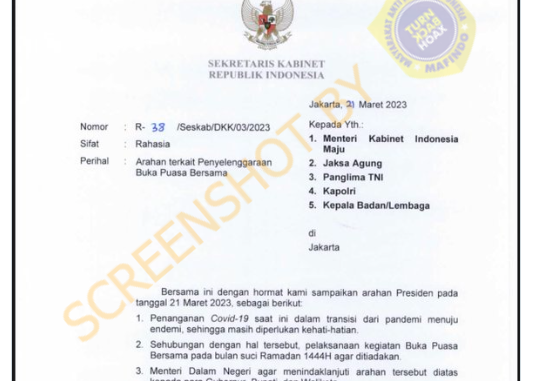 SEKRETARIS KABINET
REPUBLIK INDONESIA
TURN
BACK
HOAX
MASYARAKAT ANTI
INDONESIA
MAFINDO
Jakarta, 21 Maret 2023
Nomor : R- 38 /Seskab/DKK/03/2023
Sifat : Rahasia
Perihal : Arahan terkait Penyelenggaraan
Buka Puasa Bersama
Kepada Yth.:
1. Menteri Kabinet Indonesia
Maju
2. Jaksa Agung
3. Panglima TNI
4. Kapolri
5. Kepala Badan/Lembaga
di
Jakarta
SCREENSHOT BY
Bersama ini dengan hormat kami sampaikan arahan Presiden pada
tanggal 21 Maret 2023, sebagai berikut:
1. Penanganan Covid-19 saat ini dalam transisi dari pandemi menuju
endemi, sehingga masih diperlukan kehati-hatian.
2. Sehubungan dengan hal tersebut, pelaksanaan kegiatan Buka Puasa
Bersama pada bulan suci Ramadan 1444H agar ditiadakan.
3. Menteri Dalam Negeri agar menindaklanjuti arahan tersebut diatas